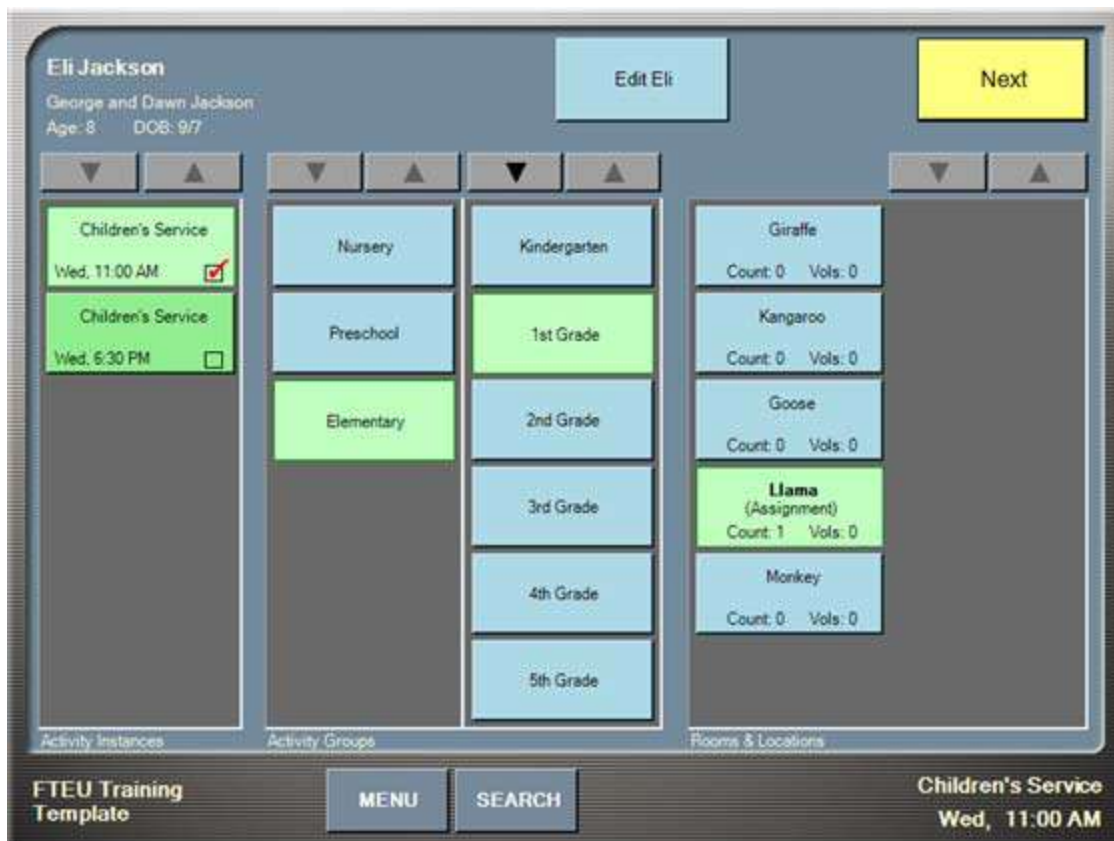 Eli Jackson
George and Dawn Jackson
Age: 8 DOB: 9/7
Edit Eli
Next
Children's Service
Wed, 11:00 AM
Children's Service
Wed, 6:30 PM
Activity Instances
Nursery
Preschool
Elementary
Kindergarten
1st Grade
2nd Grade
3rd Grade
4th Grade
5th Grade
Activity Groups
Giraffe
Count: 0 Vols: 0
Kangaroo
Count: 0 Vols: 0
Goose
Count: 0 Vols: 0
Llama
(Assignment)
Count: 1 Vols: 0
Monkey
Count: 0 Vols: 0
Rooms & Locations
FTEU Training
Template
MENU
SEARCH
Children's Service
Wed, 11:00 AM